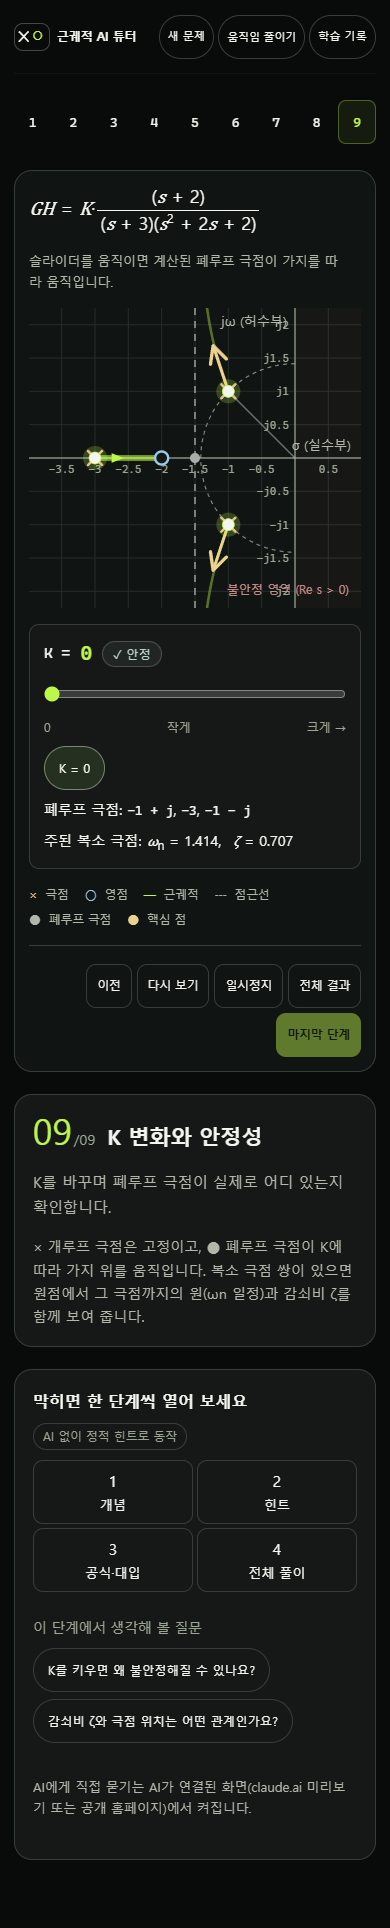 ×○ 근궤적 AI 튜터 새 문제 움직임 풀이기 학습 기록
1 2 3 4 5 6 7 8 9
GH = K·(s + 2)/((s + 3)(s² + 2s + 2))
슬라이더를 움직이면 계산된 폐루프 극점이 가지를 따
라 움직입니다.
jω (허수부)
j2
j1.5
j1
j0.5
σ (실수부)
−3.5 −3 −2.5 −2 −1.5 −1 −0.5 0.5
−j0.5
−j1
−j1.5
불안정 영역 (Re s > 0)
K = 0 ✓ 안정
0 작게 크게 →
K = 0
폐루프 극점: −1 + j, −3, −1 − j
주된 복소 극점: ωn = 1.414, ζ = 0.707
× 극점 ○ 영점 — 근궤적 --- 점근선
● 폐루프 극점 ● 핵심 점
이전 다시 보기 일시정지 전체 결과
마지막 단계
09/09 K 변화와 안정성
K를 바꾸며 폐루프 극점이 실제로 어디 있는지
확인합니다.
× 개루프 극점은 고정이고, ● 폐루프 극점이 K에
따라 가지 위를 움직입니다. 복소 극점 쌍이 있으면
원점에서 그 극점까지의 원(ωn 일정)과 감쇠비 ζ를
함께 보여 줍니다.
막히면 한 단계씩 열어 보세요
AI 없이 정적 힌트로 동작
1 2
개념 힌트
3 4
공식·대입 전체 풀이
이 단계에서 생각해 볼 질문
K를 키우면 왜 불안정해질 수 있나요?
감쇠비 ζ와 극점 위치는 어떤 관계인가요?
AI에게 직접 묻기는 AI가 연결된 화면(claude.ai 미리보
기 또는 공개 홈페이지)에서 켜집니다.